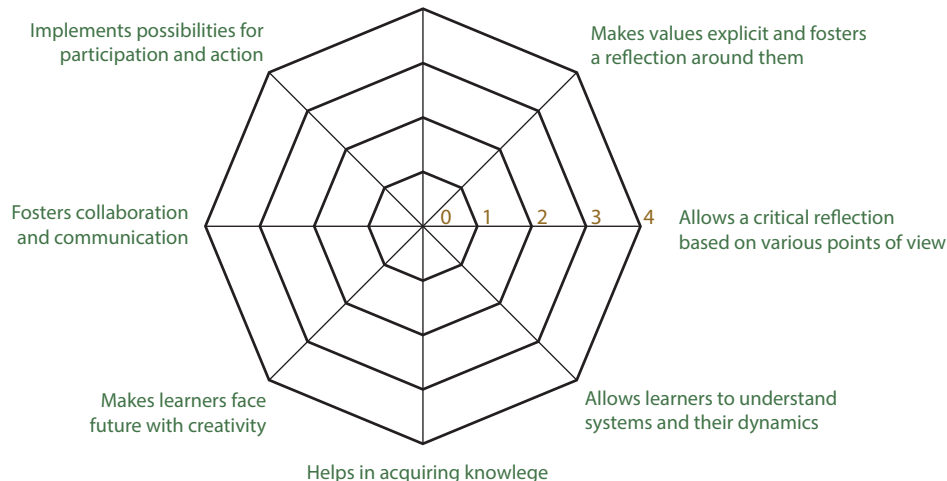 Implements possibilities for
participation and action
Makes values explicit and fosters
a reflection around them
Fosters collaboration
and communication
0 1 2 3 4
Allows a critical reflection
based on various points of view
Makes learners face
future with creativity
Allows learners to understand
systems and their dynamics
Helps in acquiring knowlege